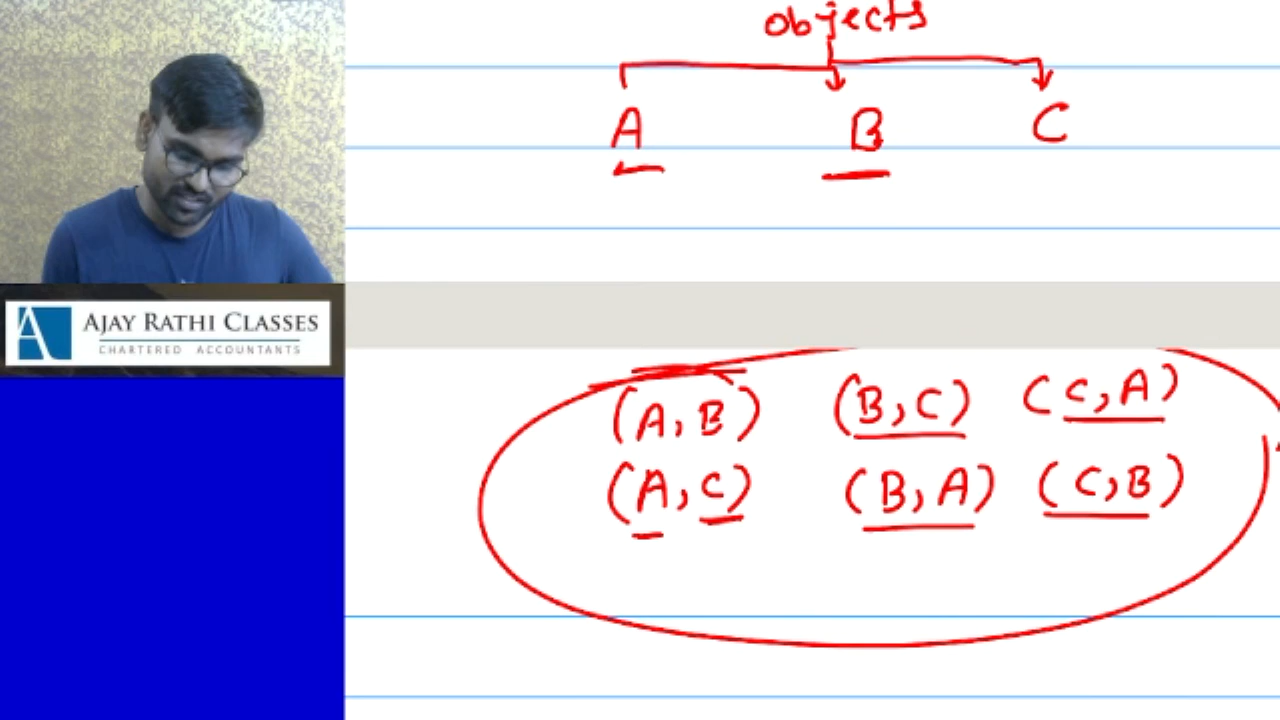 objects
A B C
AJAY RATHI CLASSES
CHARTERED ACCOUNTANTS
(A, B) (B, C) (C, A)
(A, C) (B, A) (C, B)